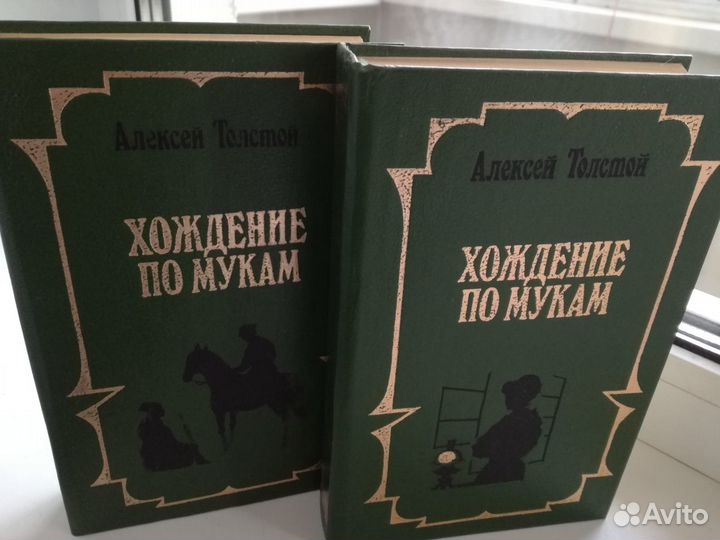 Алексей Толстой
ХОЖДЕНИЕ
ПО МУКАМ
Алексей Толстой
ХОЖДЕНИЕ
ПО МУКАМ
Avito